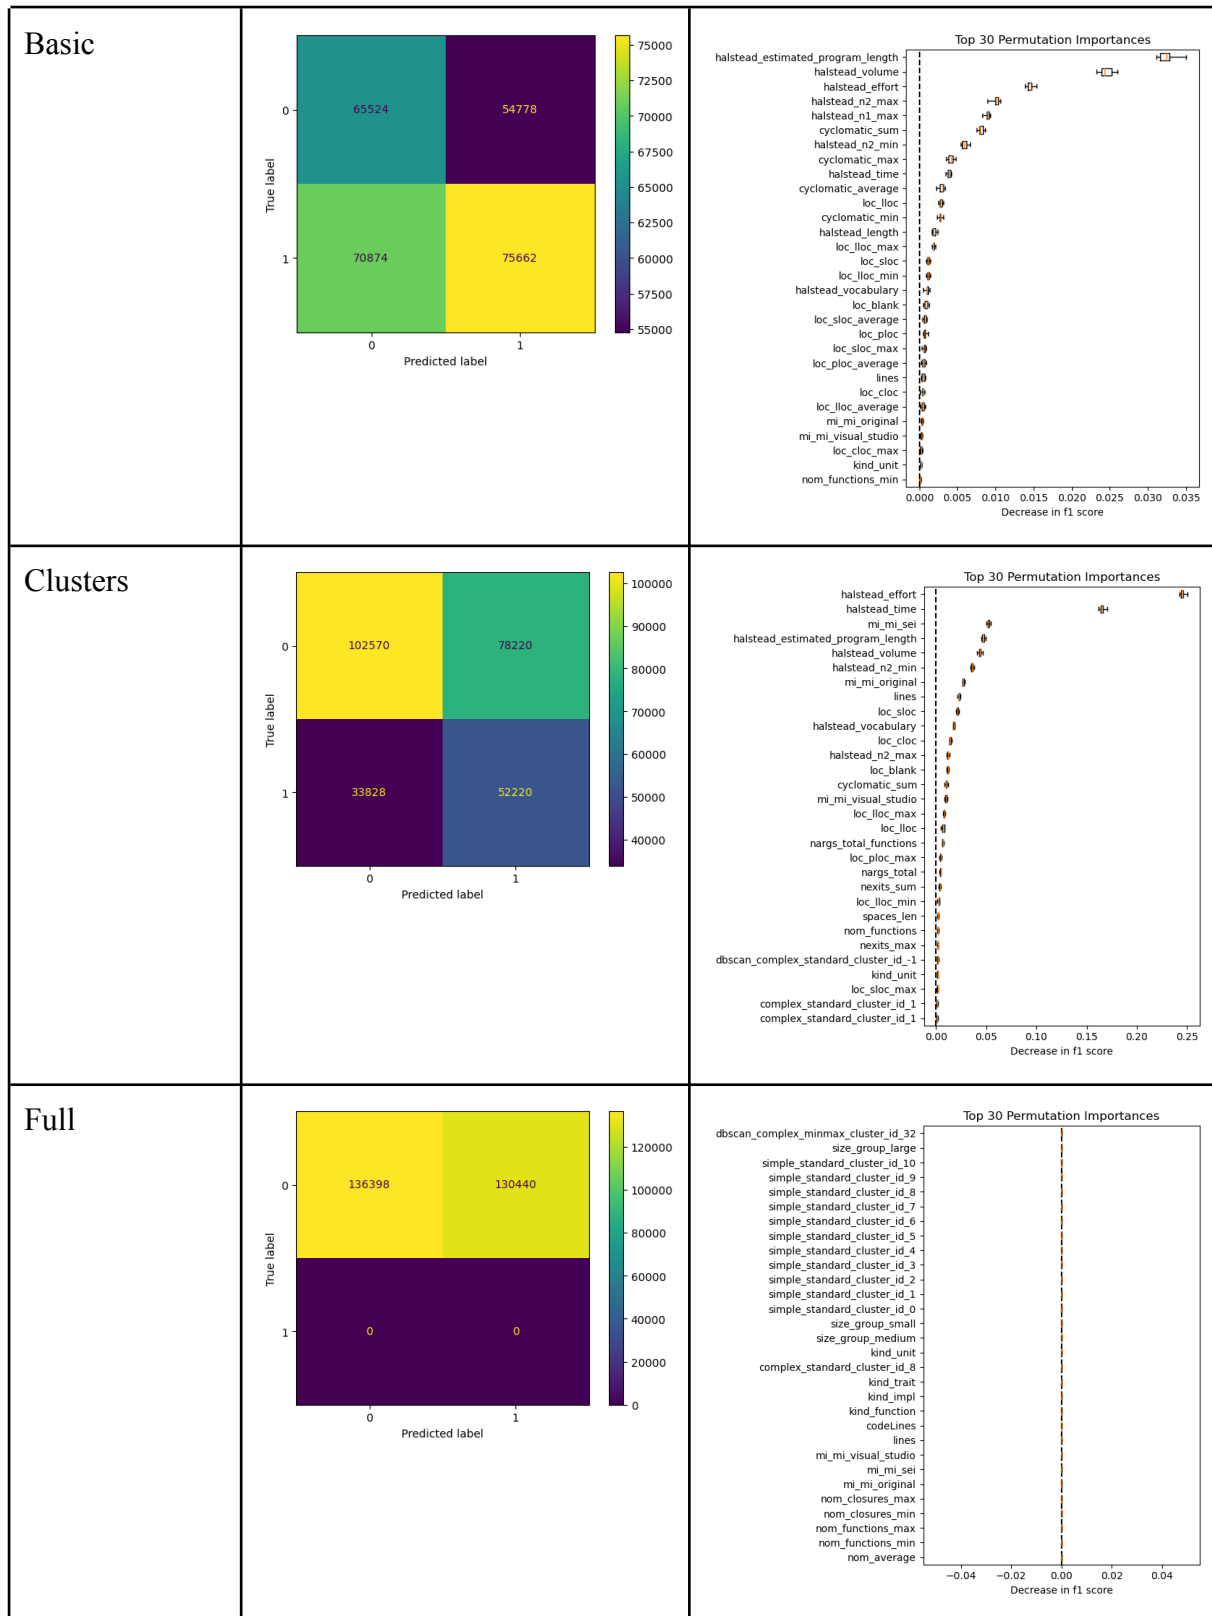 Basic
0
65524
54778
True label
1
70874
75662
0
1
Predicted label
75000
72500
70000
67500
65000
62500
60000
57500
55000
Top 30 Permutation Importances
halstead_estimated_program_length
halstead_volume
halstead_effort
halstead_n2_max
halstead_n1_max
cyclomatic_sum
halstead_n2_min
cyclomatic_max
halstead_time
cyclomatic_average
loc_lloc
cyclomatic_min
halstead_length
loc_lloc_max
loc_sloc
loc_lloc_min
halstead_vocabulary
loc_blank
loc_sloc_average
loc_ploc
loc_sloc_max
loc_ploc_average
lines
loc_cloc
loc_lloc_average
mi_mi_original
mi_mi_visual_studio
loc_cloc_max
kind_unit
nom_functions_min
0.000 0.005 0.010 0.015 0.020 0.025 0.030 0.035
Decrease in f1 score
Clusters
0
102570
78220
True label
1
33828
52220
0
1
Predicted label
100000
90000
80000
70000
60000
50000
40000
Top 30 Permutation Importances
halstead_effort
halstead_time
mi_mi_sei
halstead_estimated_program_length
halstead_volume
halstead_n2_min
mi_mi_original
lines
loc_sloc
halstead_vocabulary
loc_cloc
halstead_n2_max
loc_blank
cyclomatic_sum
mi_mi_visual_studio
loc_lloc_max
loc_lloc
nargs_total_functions
loc_ploc_max
nargs_total
nexits_sum
loc_lloc_min
spaces_len
nom_functions
nexits_max
dbscan_complex_standard_cluster_id_-1
kind_unit
loc_sloc_max
complex_standard_cluster_id_1
complex_standard_cluster_id_1
0.00 0.05 0.10 0.15 0.20 0.25
Decrease in f1 score
Full
0
136398
130440
True label
1
0
0
0
1
Predicted label
120000
100000
80000
60000
40000
20000
0
Top 30 Permutation Importances
dbscan_complex_minmax_cluster_id_32
size_group_large
simple_standard_cluster_id_10
simple_standard_cluster_id_9
simple_standard_cluster_id_8
simple_standard_cluster_id_7
simple_standard_cluster_id_6
simple_standard_cluster_id_5
simple_standard_cluster_id_4
simple_standard_cluster_id_3
simple_standard_cluster_id_2
simple_standard_cluster_id_1
simple_standard_cluster_id_0
size_group_small
size_group_medium
kind_unit
complex_standard_cluster_id_8
kind_trait
kind_impl
kind_function
codeLines
lines
mi_mi_visual_studio
mi_mi_sei
mi_mi_original
nom_closures_max
nom_closures_min
nom_functions_max
nom_functions_min
nom_average
−0.04 −0.02 0.00 0.02 0.04
Decrease in f1 score